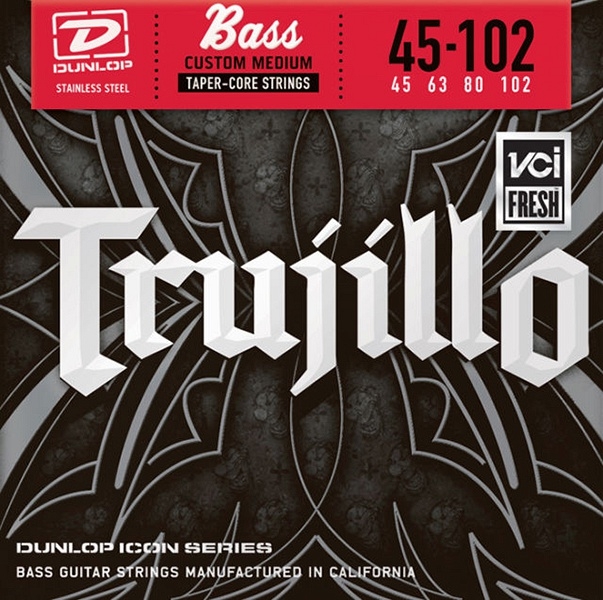 DUNLOP
STAINLESS STEEL
Bass
CUSTOM MEDIUM
TAPER-CORE STRINGS
45-102
45 63 80 102
VCi
FRESH™
Trujillo
DUNLOP ICON SERIES
BASS GUITAR STRINGS MANUFACTURED IN CALIFORNIA